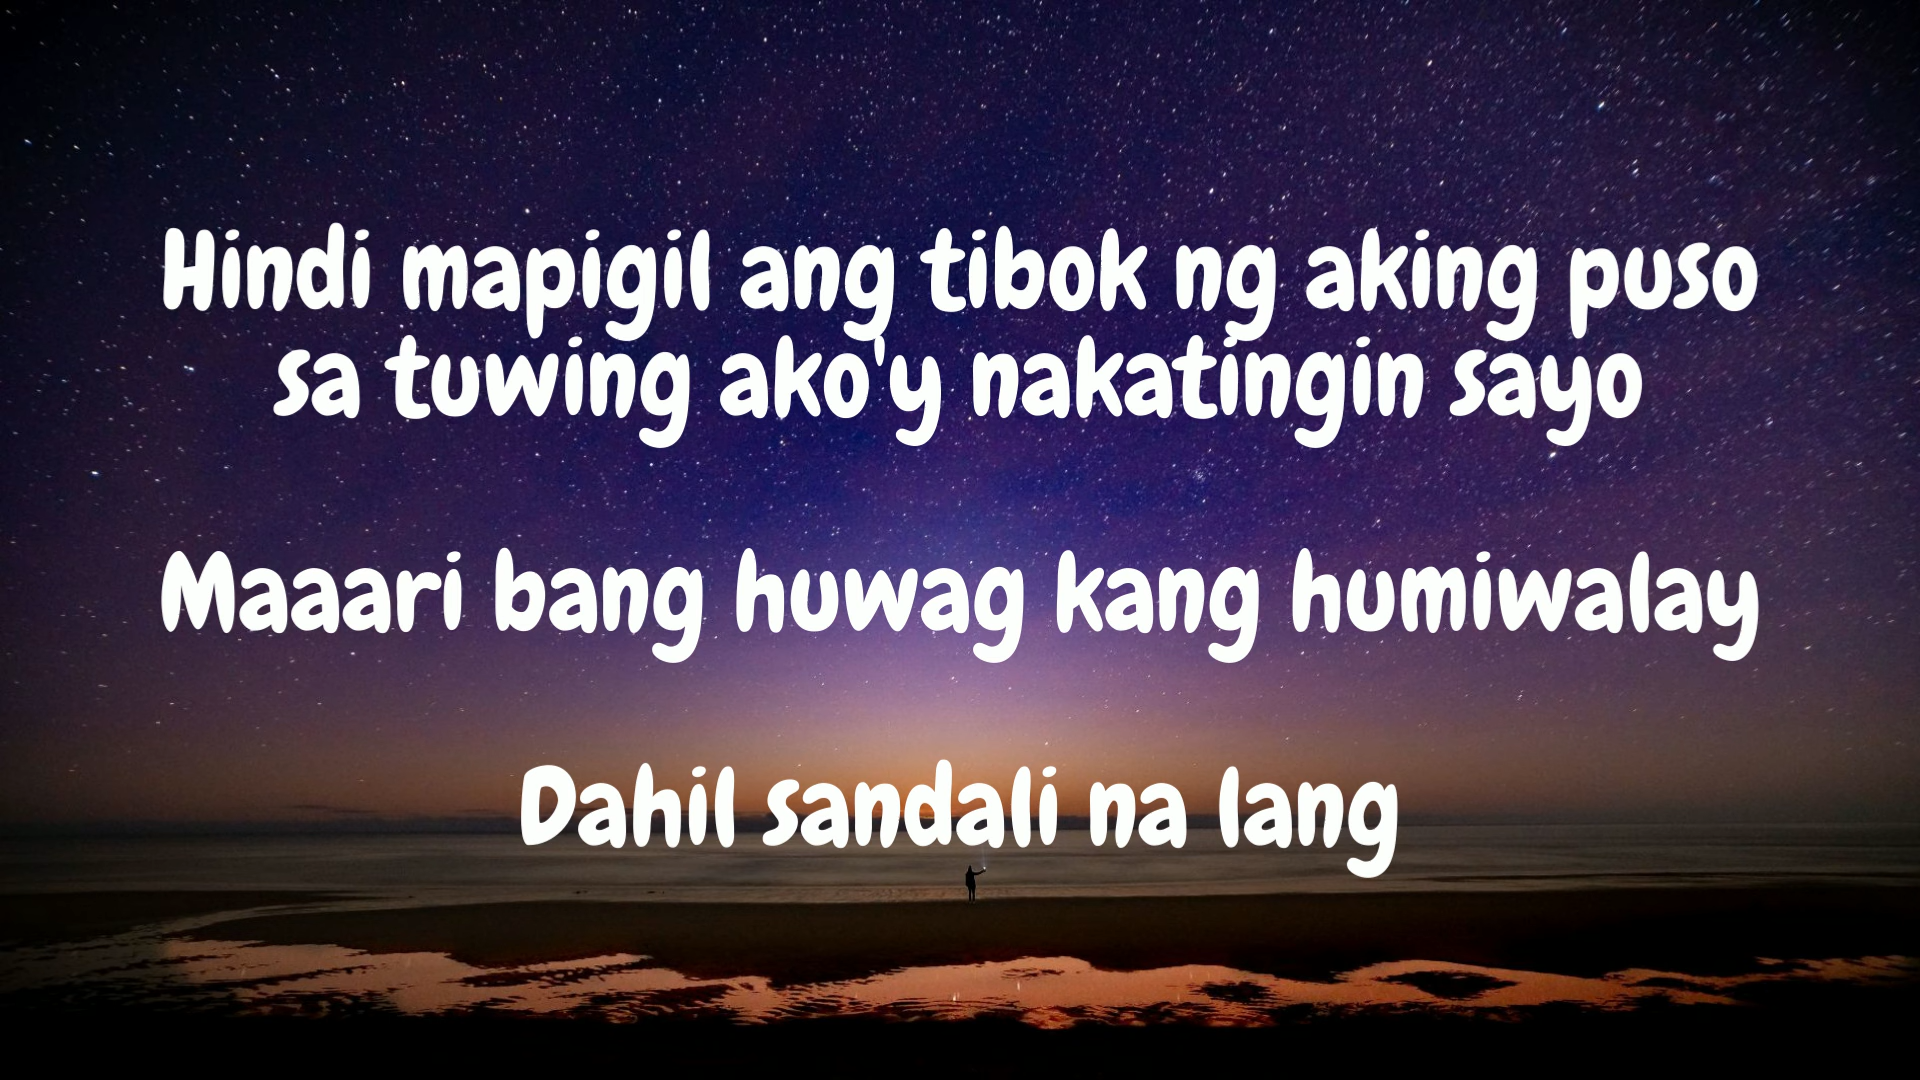 Hindi mapigil ang tibok ng aking puso
sa tuwing ako'y nakatingin sayo
Maaari bang huwag kang humiwalay
Dahil sandali na lang